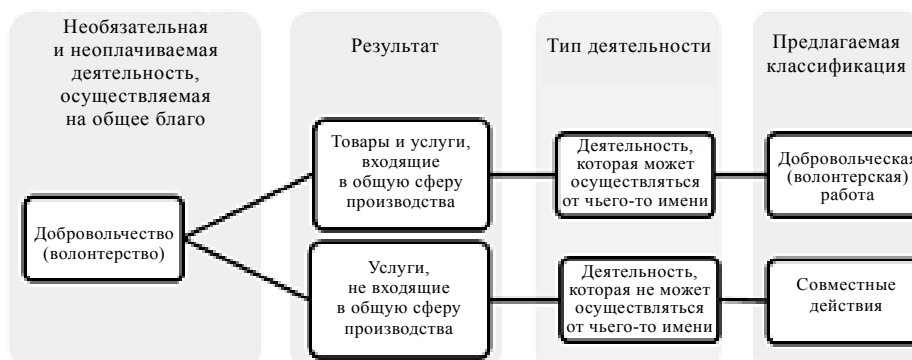 Необязательная
и неоплачиваемая
деятельность,
осуществляемая
на общее благо
Результат
Тип деятельности
Предлагаемая
классификация
Добровольчество
(волонтерство)
Товары и услуги,
входящие
в общую сферу
производства
Деятельность,
которая может
осуществляться
от чьего-то имени
Добровольческая
(волонтерская)
работа
Услуги,
не входящие
в общую сферу
производства
Деятельность,
которая не может
осуществляться
от чьего-то имени
Совместные
действия